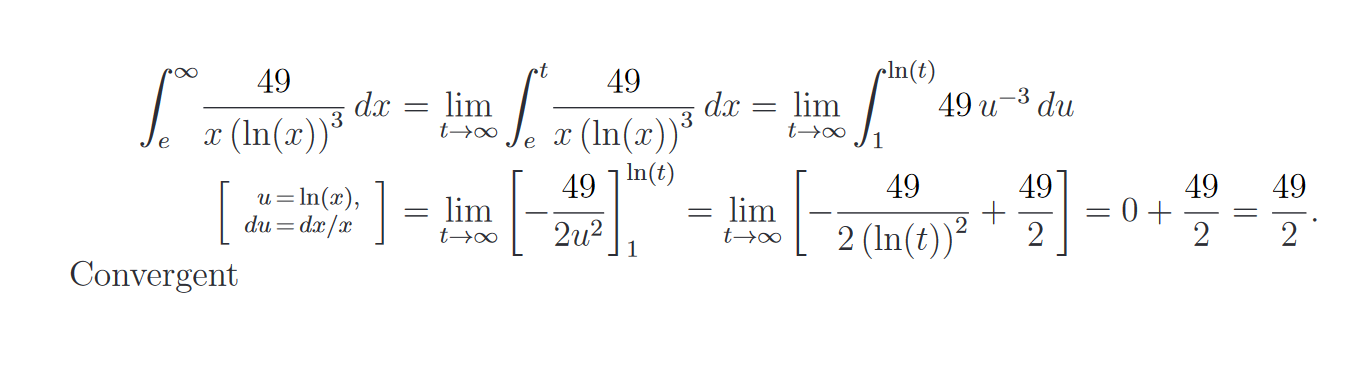 ∫_e^∞ 49/(x (ln(x))^3) dx = lim_{t→∞} ∫_e^t 49/(x (ln(x))^3) dx = lim_{t→∞} ∫_1^{ln(t)} 49 u^{−3} du
[ u = ln(x), du = dx/x ] = lim_{t→∞} [ −49/(2u^2) ]_1^{ln(t)} = lim_{t→∞} [ −49/(2 (ln(t))^2) + 49/2 ] = 0 + 49/2 = 49/2.
Convergent